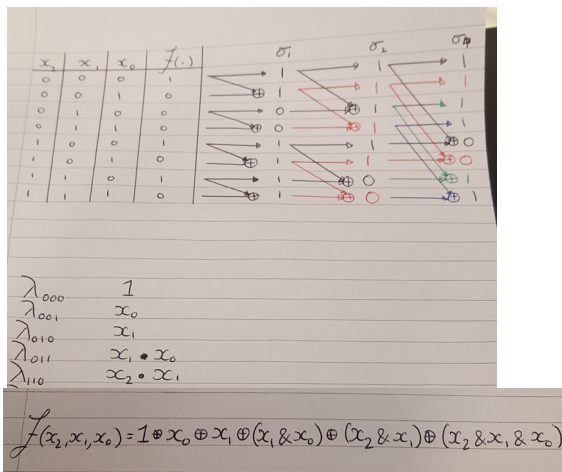 x₂ x₁ x₀ f(·) σ₁ σ₂
0 0 0 1 1 1 1
0 0 1 0 ⊕ 1 1 1
0 1 0 0 0 ⊕ 1 1
0 1 1 0 ⊕ 0 ⊕ 1 1
1 0 0 1 1 1 ⊕ 0
1 0 1 0 ⊕ 1 1 ⊕ 0
1 1 0 1 1 ⊕ 0 ⊕ 1
1 1 1 0 ⊕ 1 ⊕ 0 ⊕ 1
λ₀₀₀ 1
λ₀₀₁ x₀
λ₀₁₀ x₁
λ₀₁₁ x₁ • x₀
λ₁₁₀ x₂ • x₁
f(x₂,x₁,x₀) = 1 ⊕ x₀ ⊕ x₁ ⊕ (x₁ & x₀) ⊕ (x₂ & x₁) ⊕ (x₂ & x₁ & x₀)